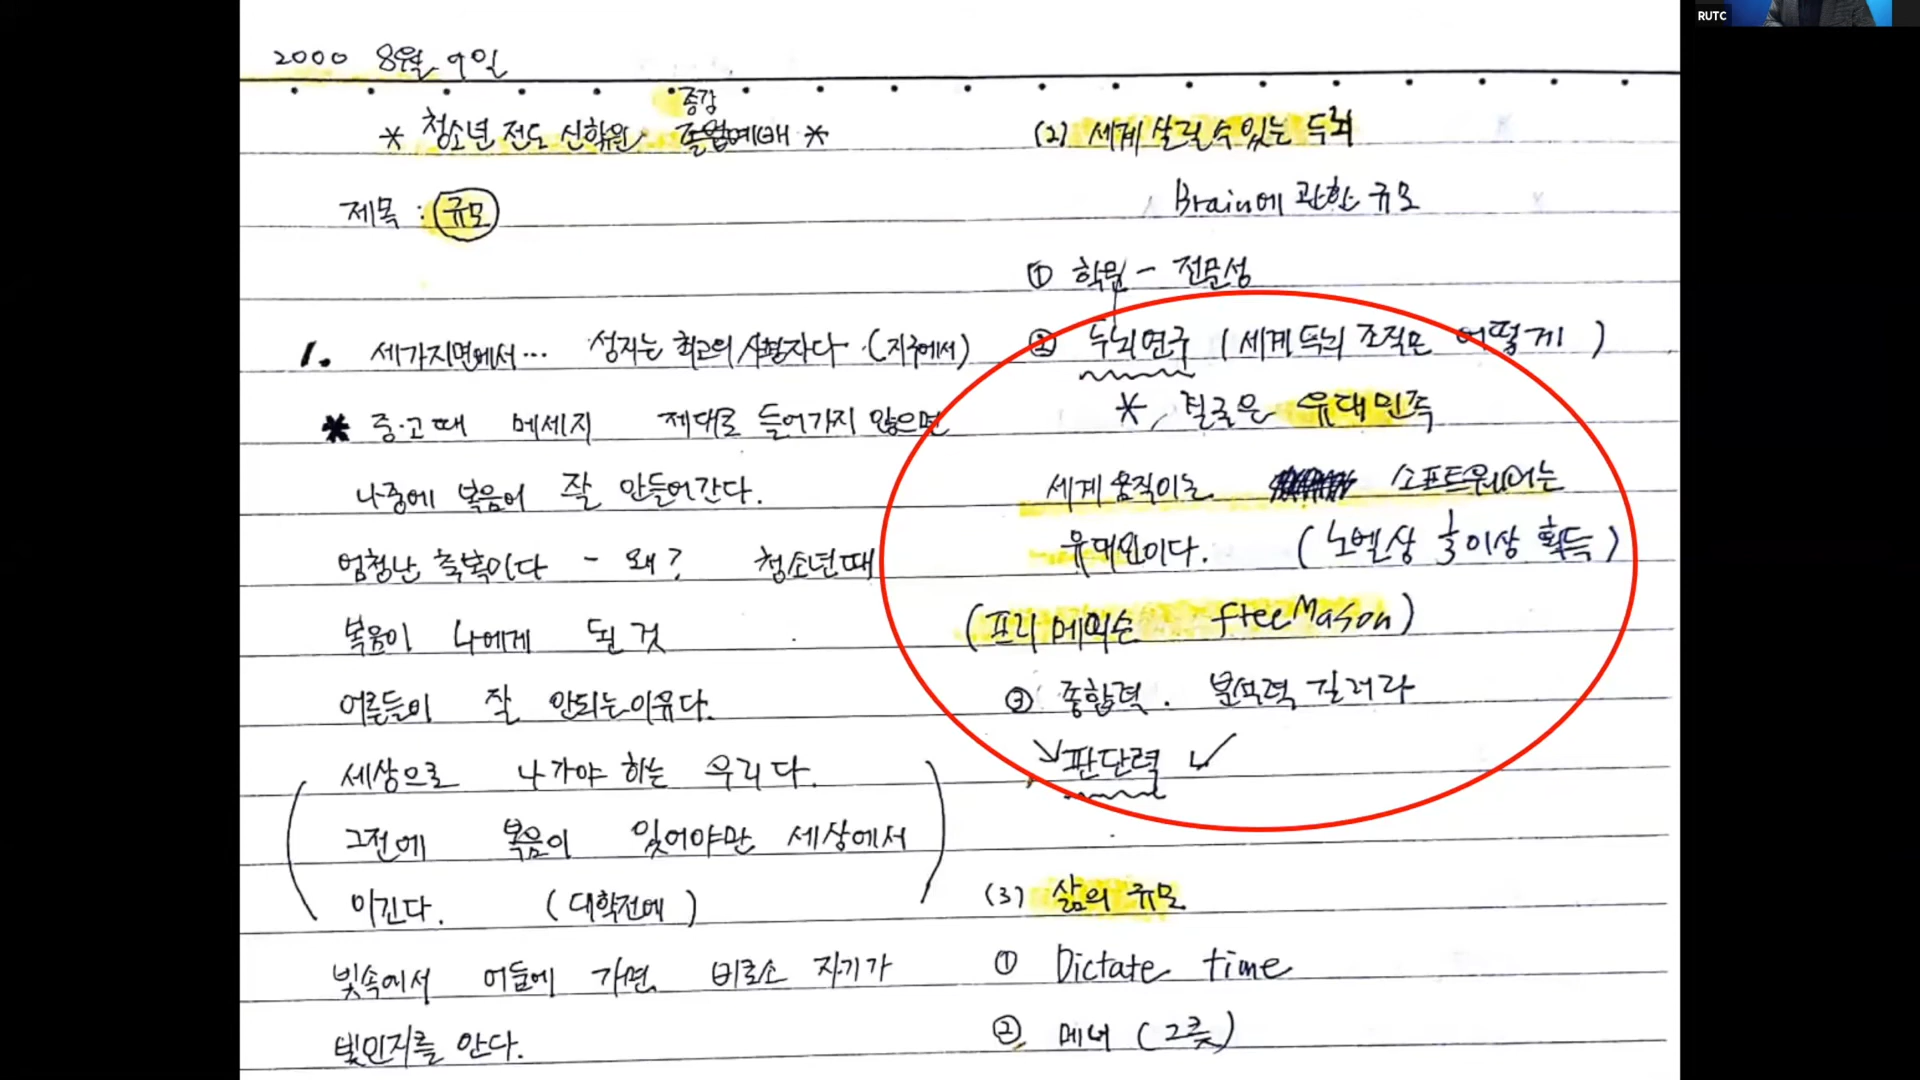 RUTC
2000 8월 9일
종강
* 청소년 전도 신학원 졸업예배 *
제목 : 규모
1. 세가지면에서... 성자는 최고의 사형자다 (지구에서)
* 중·고때 메세지 제대로 들어가지 않으면
나중에 복음이 잘 안들어간다.
엄청난 축복이다 - 왜? 청소년때
복음이 나에게 된 것
어른들이 잘 안되는이유다.
(세상으로 나가야 하는 우리다.
그전에 복음이 있어야만 세상에서
이긴다. (대학전에))
빛속에서 어둠에 가면 비로소 자기가
빛인지를 안다.
(2) 세계 살릴 수 있는 두뇌
Brain에 관한 규모
① 학원 - 전문성
② 두뇌연구 (세계 두뇌 조직은 어떻게)
* 결국은 유대민족
세계 움직이는 소프트웨어는
유대인이다. (노벨상 1/3이상 획득)
(프리메이슨 FreeMason)
③ 종합력. 분석력 길러라
↘판단력 ✓
(3) 삶의 규모
① Dictate time
② 메너 (그릇)